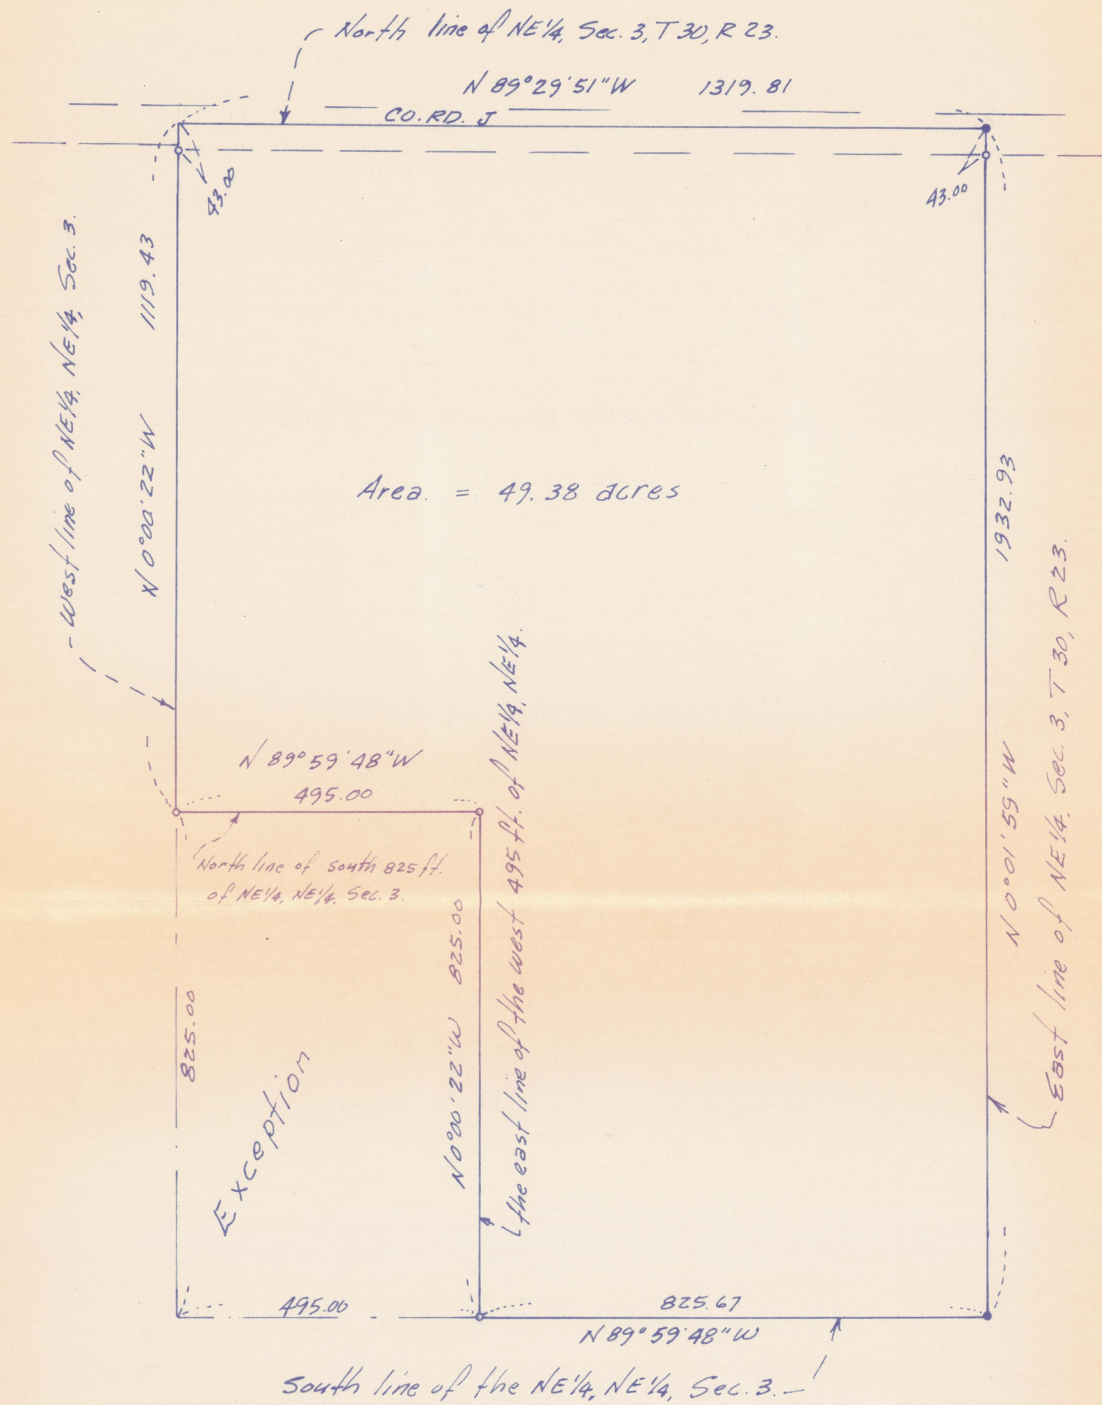 North line of NE¼, Sec. 3, T 30, R 23.
N 89°29'51"W 1319.81
CO. RD. J
43.00
43.00
West line of NE¼, NE¼, Sec. 3.
N 0°00'22"W 1119.43
Area. = 49.38 acres
1932.93
N 0°01'59"W
East line of NE¼, Sec. 3, T 30, R 23.
N 89°59'48"W
495.00
North line of south 825 ft.
of NE¼, NE¼, Sec. 3.
825.00
Exception
N 0°00'22"W 825.00
the east line of the west 495 ft. of NE¼, NE¼.
495.00
825.67
N 89°59'48"W
South line of the NE¼, NE¼, Sec. 3.